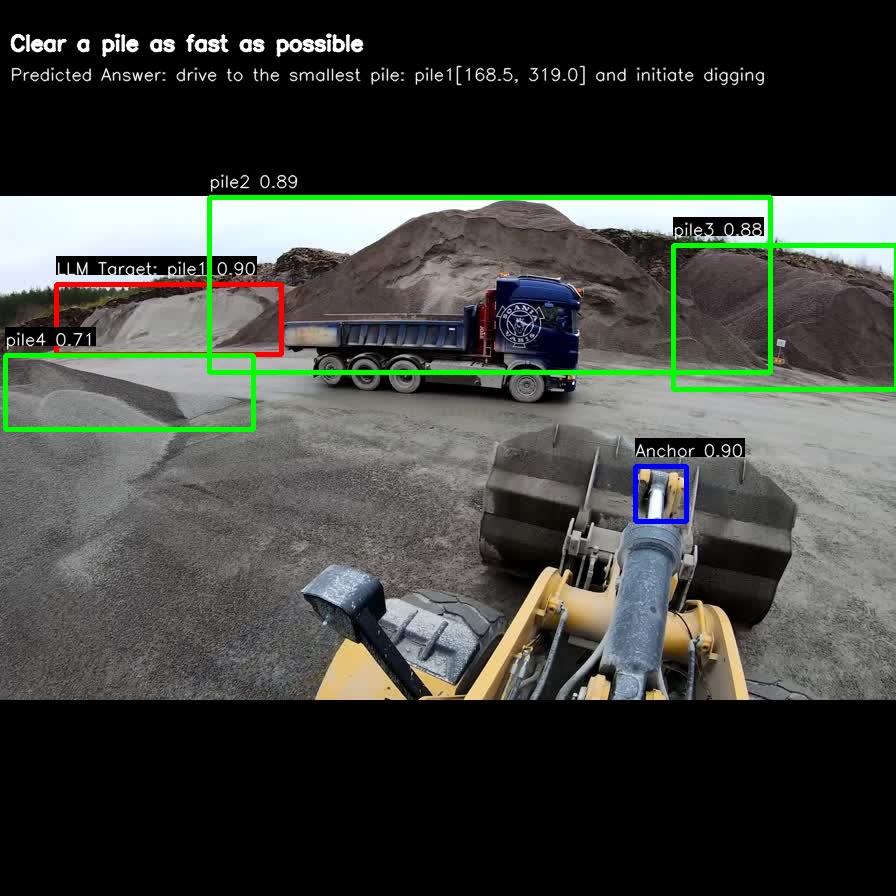 Clear a pile as fast as possible
Predicted Answer: drive to the smallest pile: pile1[168.5, 319.0] and initiate digging
pile2 0.89
pile3 0.88
LLM Target: pile1 0.90
SCANIA
VABIS
pile4 0.71
Anchor 0.90